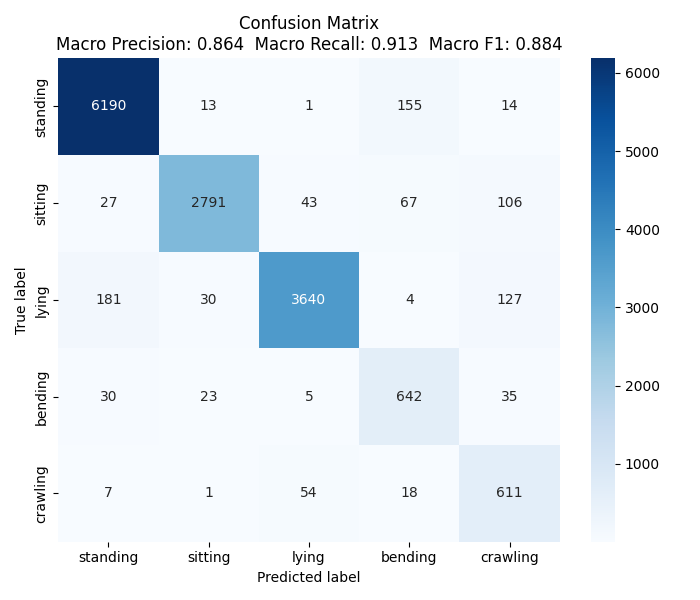 Confusion Matrix
Macro Precision: 0.864  Macro Recall: 0.913  Macro F1: 0.884
standing
6190 13 1 155 14
sitting
27 2791 43 67 106
lying
181 30 3640 4 127
bending
30 23 5 642 35
crawling
7 1 54 18 611
True label
standing sitting lying bending crawling
Predicted label
6000
5000
4000
3000
2000
1000